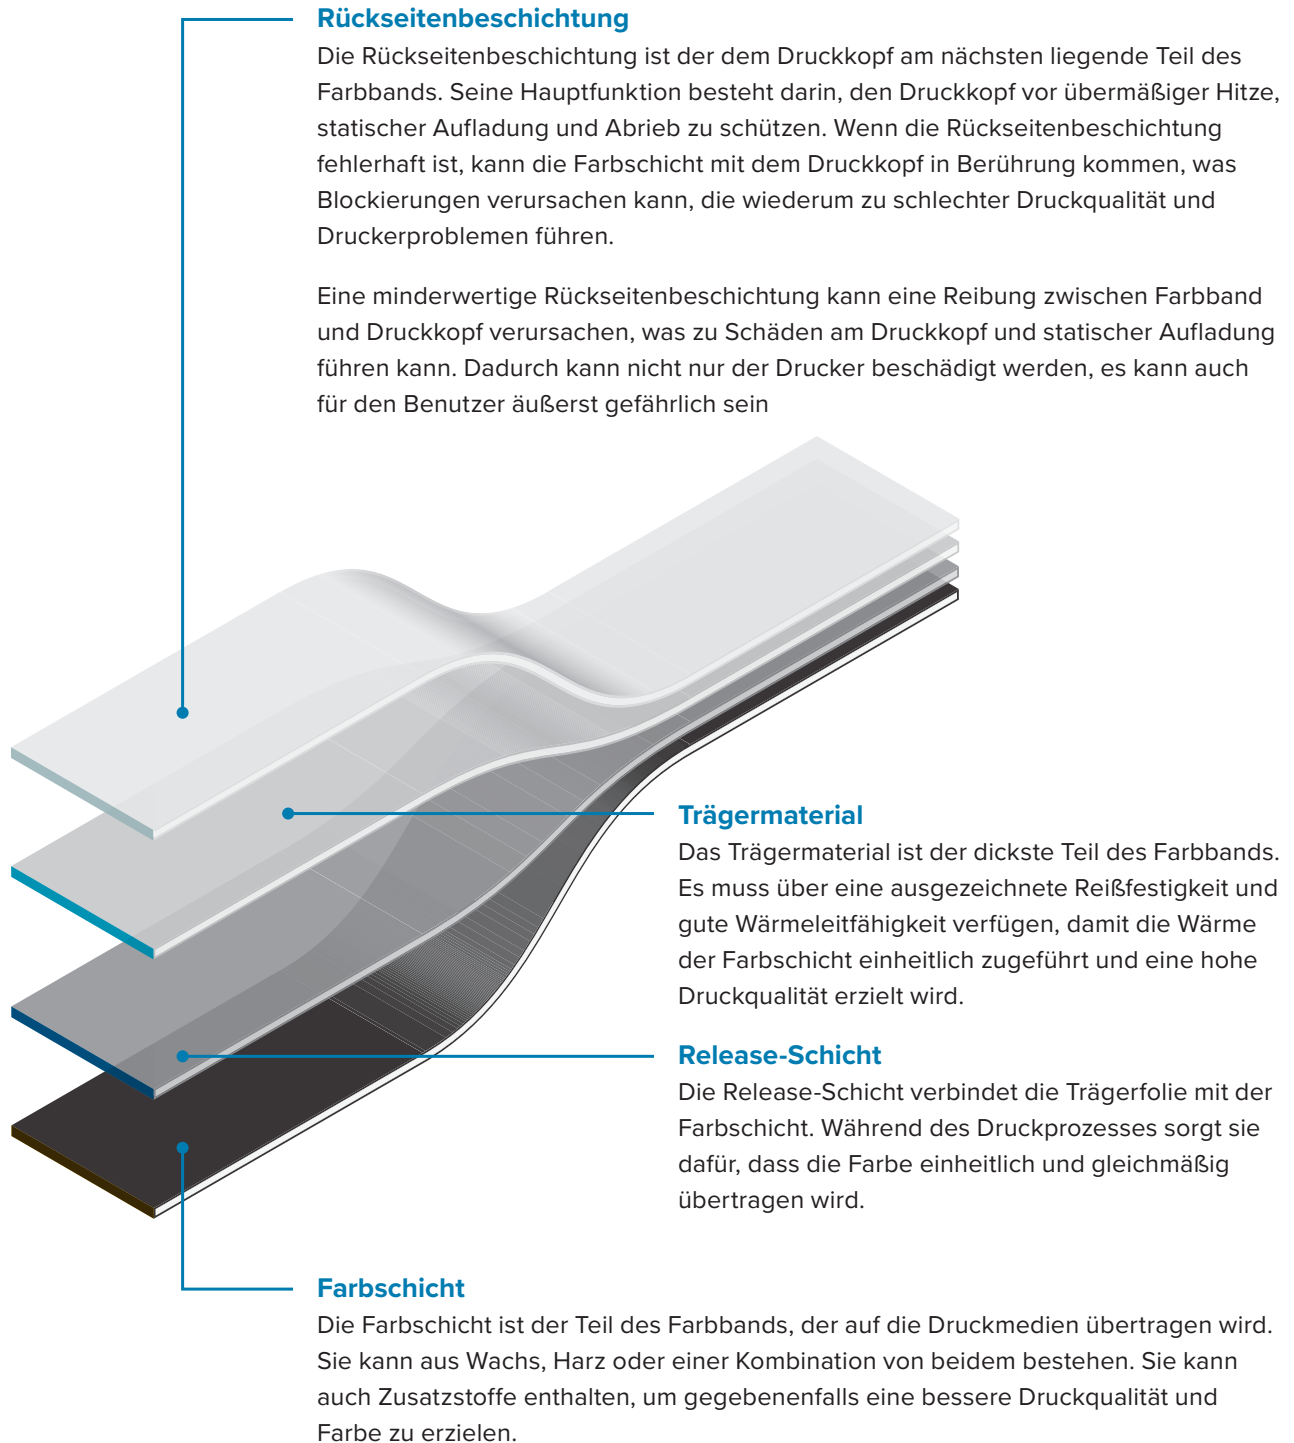 Rückseitenbeschichtung
Die Rückseitenbeschichtung ist der dem Druckkopf am nächsten liegende Teil des
Farbbands. Seine Hauptfunktion besteht darin, den Druckkopf vor übermäßiger Hitze,
statischer Aufladung und Abrieb zu schützen. Wenn die Rückseitenbeschichtung
fehlerhaft ist, kann die Farbschicht mit dem Druckkopf in Berührung kommen, was
Blockierungen verursachen kann, die wiederum zu schlechter Druckqualität und
Druckerproblemen führen.
Eine minderwertige Rückseitenbeschichtung kann eine Reibung zwischen Farbband
und Druckkopf verursachen, was zu Schäden am Druckkopf und statischer Aufladung
führen kann. Dadurch kann nicht nur der Drucker beschädigt werden, es kann auch
für den Benutzer äußerst gefährlich sein
Trägermaterial
Das Trägermaterial ist der dickste Teil des Farbbands.
Es muss über eine ausgezeichnete Reißfestigkeit und
gute Wärmeleitfähigkeit verfügen, damit die Wärme
der Farbschicht einheitlich zugeführt und eine hohe
Druckqualität erzielt wird.
Release-Schicht
Die Release-Schicht verbindet die Trägerfolie mit der
Farbschicht. Während des Druckprozesses sorgt sie
dafür, dass die Farbe einheitlich und gleichmäßig
übertragen wird.
Farbschicht
Die Farbschicht ist der Teil des Farbbands, der auf die Druckmedien übertragen wird.
Sie kann aus Wachs, Harz oder einer Kombination von beidem bestehen. Sie kann
auch Zusatzstoffe enthalten, um gegebenenfalls eine bessere Druckqualität und
Farbe zu erzielen.